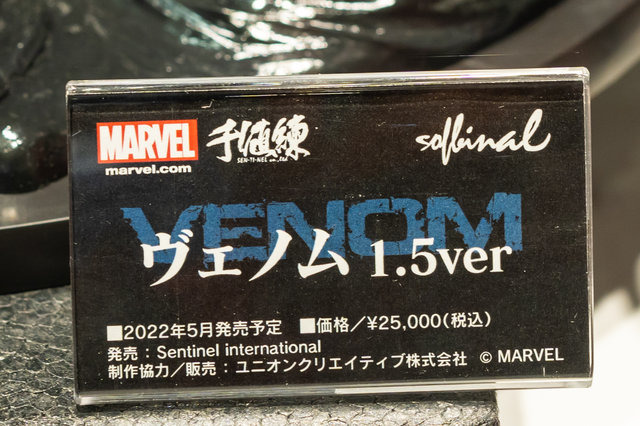 MARVEL 千値練 sofbinal
marvel.com SEN-TI-NEL co.,ltd
VENOM
ヴェノム 1.5ver
■2022年5月発売予定 ■価格／¥25,000(税込)
発売：Sentinel international
制作協力／販売：ユニオンクリエイティブ株式会社 © MARVEL